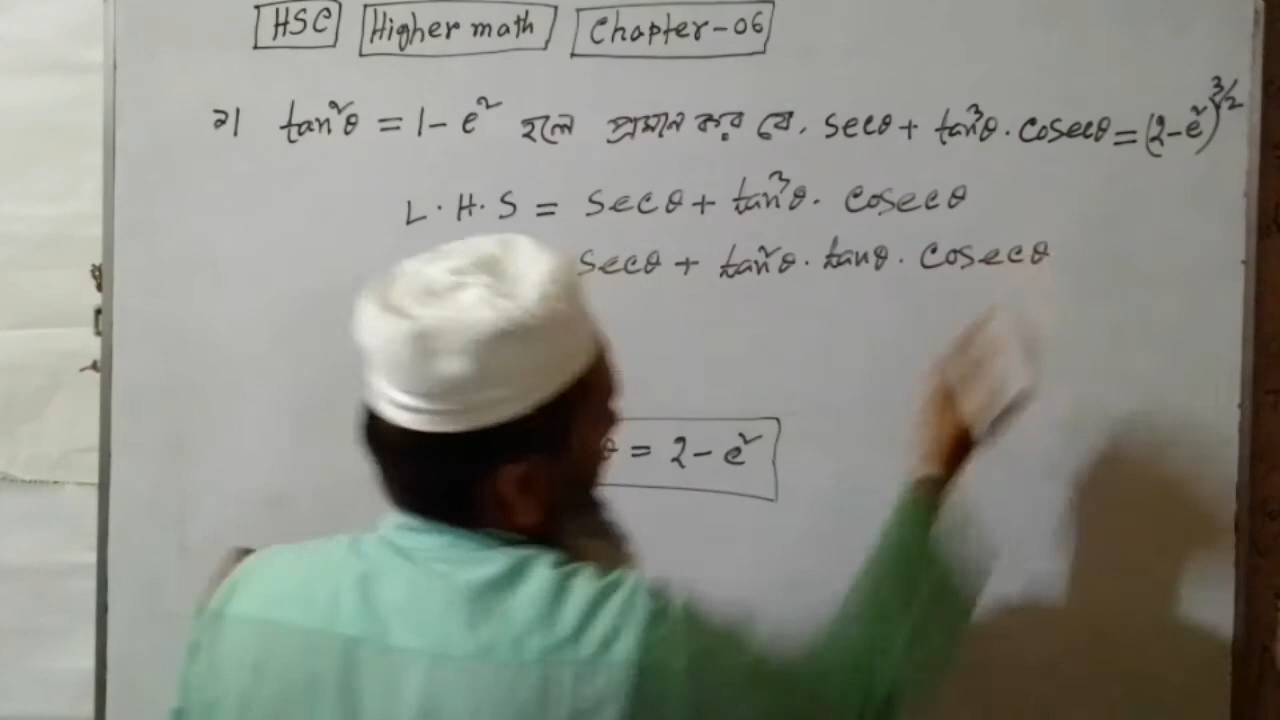 HSC Higher math Chapter-06
২। tan²θ = 1 - e² হলে প্রমান কর যে, secθ + tan³θ · cosecθ = (2-e²)^3/2
L.H.S = secθ + tan³θ · cosecθ
secθ + tan²θ · tanθ · cosecθ
θ = 2 - e²